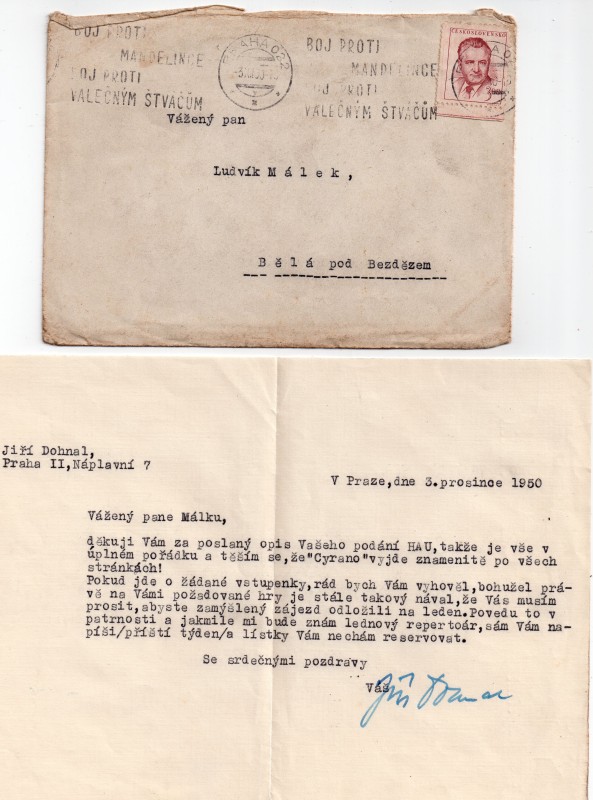 BOJ PROTI
MANDELINCE
BOJ PROTI
VÁLEČNÝM ŠTVÁČŮM
PRAHA 022
BOJ PROTI
MANDELINCE
BOJ PROTI
VÁLEČNÝM ŠTVÁČŮM
ČESKOSLOVENSKO
Vážený pan
Ludvík M á l e k ,
B ě l á pod Bezdězem
Jiří Dohnal,
Praha II,Náplavní 7
V Praze,dne 3.prosince 1950
Vážený pane Málku,
děkuji Vám za poslaný opis Vašeho podání HAU,takže je vše v
úplném pořádku a těším se,že"Cyrano"vyjde znamenitě po všech
stránkách!
Pokud jde o žádané vstupenky,rád bych Vám vyhověl,bohužel prá-
vě na Vámi požadované hry je stále takový nával,že Vás musím
prosit,abyste zamýšlený zájezd odložili na leden.Povedu to v
patrnosti a jakmile mi bude znám lednový repertoár,sám Vám na-
píši/příští týden/a lístky Vám nechám reservovat.
Se srdečnými pozdravy
Váš